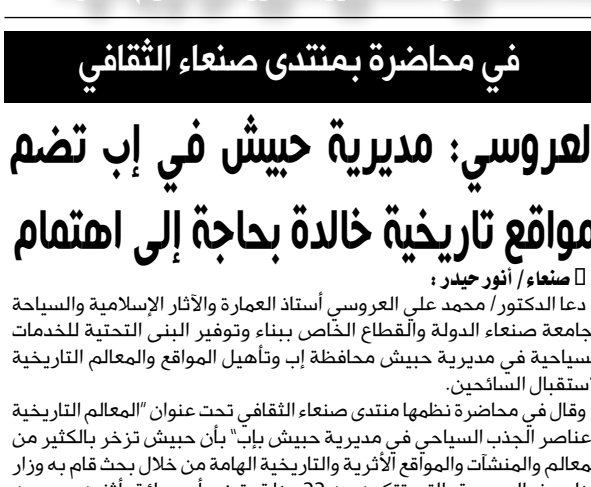 في محاضرة بمنتدى صنعاء الثقافي
لعروسي: مديرية حبيش في إب تضم
مواقع تاريخية خالدة بحاجة إلى اهتمام
صنعاء / أنور حيدر :
دعا الدكتور/ محمد علي العروسي أستاذ العمارة والآثار الإسلامية والسياحة
جامعة صنعاء الدولة والقطاع الخاص ببناء وتوفير البنى التحتية للخدمات
لسياحية في مديرية حبيش محافظة إب وتأهيل المواقع والمعالم التاريخية
استقبال السائحين.
وقال في محاضرة نظمها منتدى صنعاء الثقافي تحت عنوان "المعالم التاريخية
عناصر الجذب السياحي في مديرية حبيش بإب" بأن حبيش تزخر بالكثير من
معالم والمنشآت والمواقع الأثرية والتاريخية الهامة من خلال بحث قام به وزار